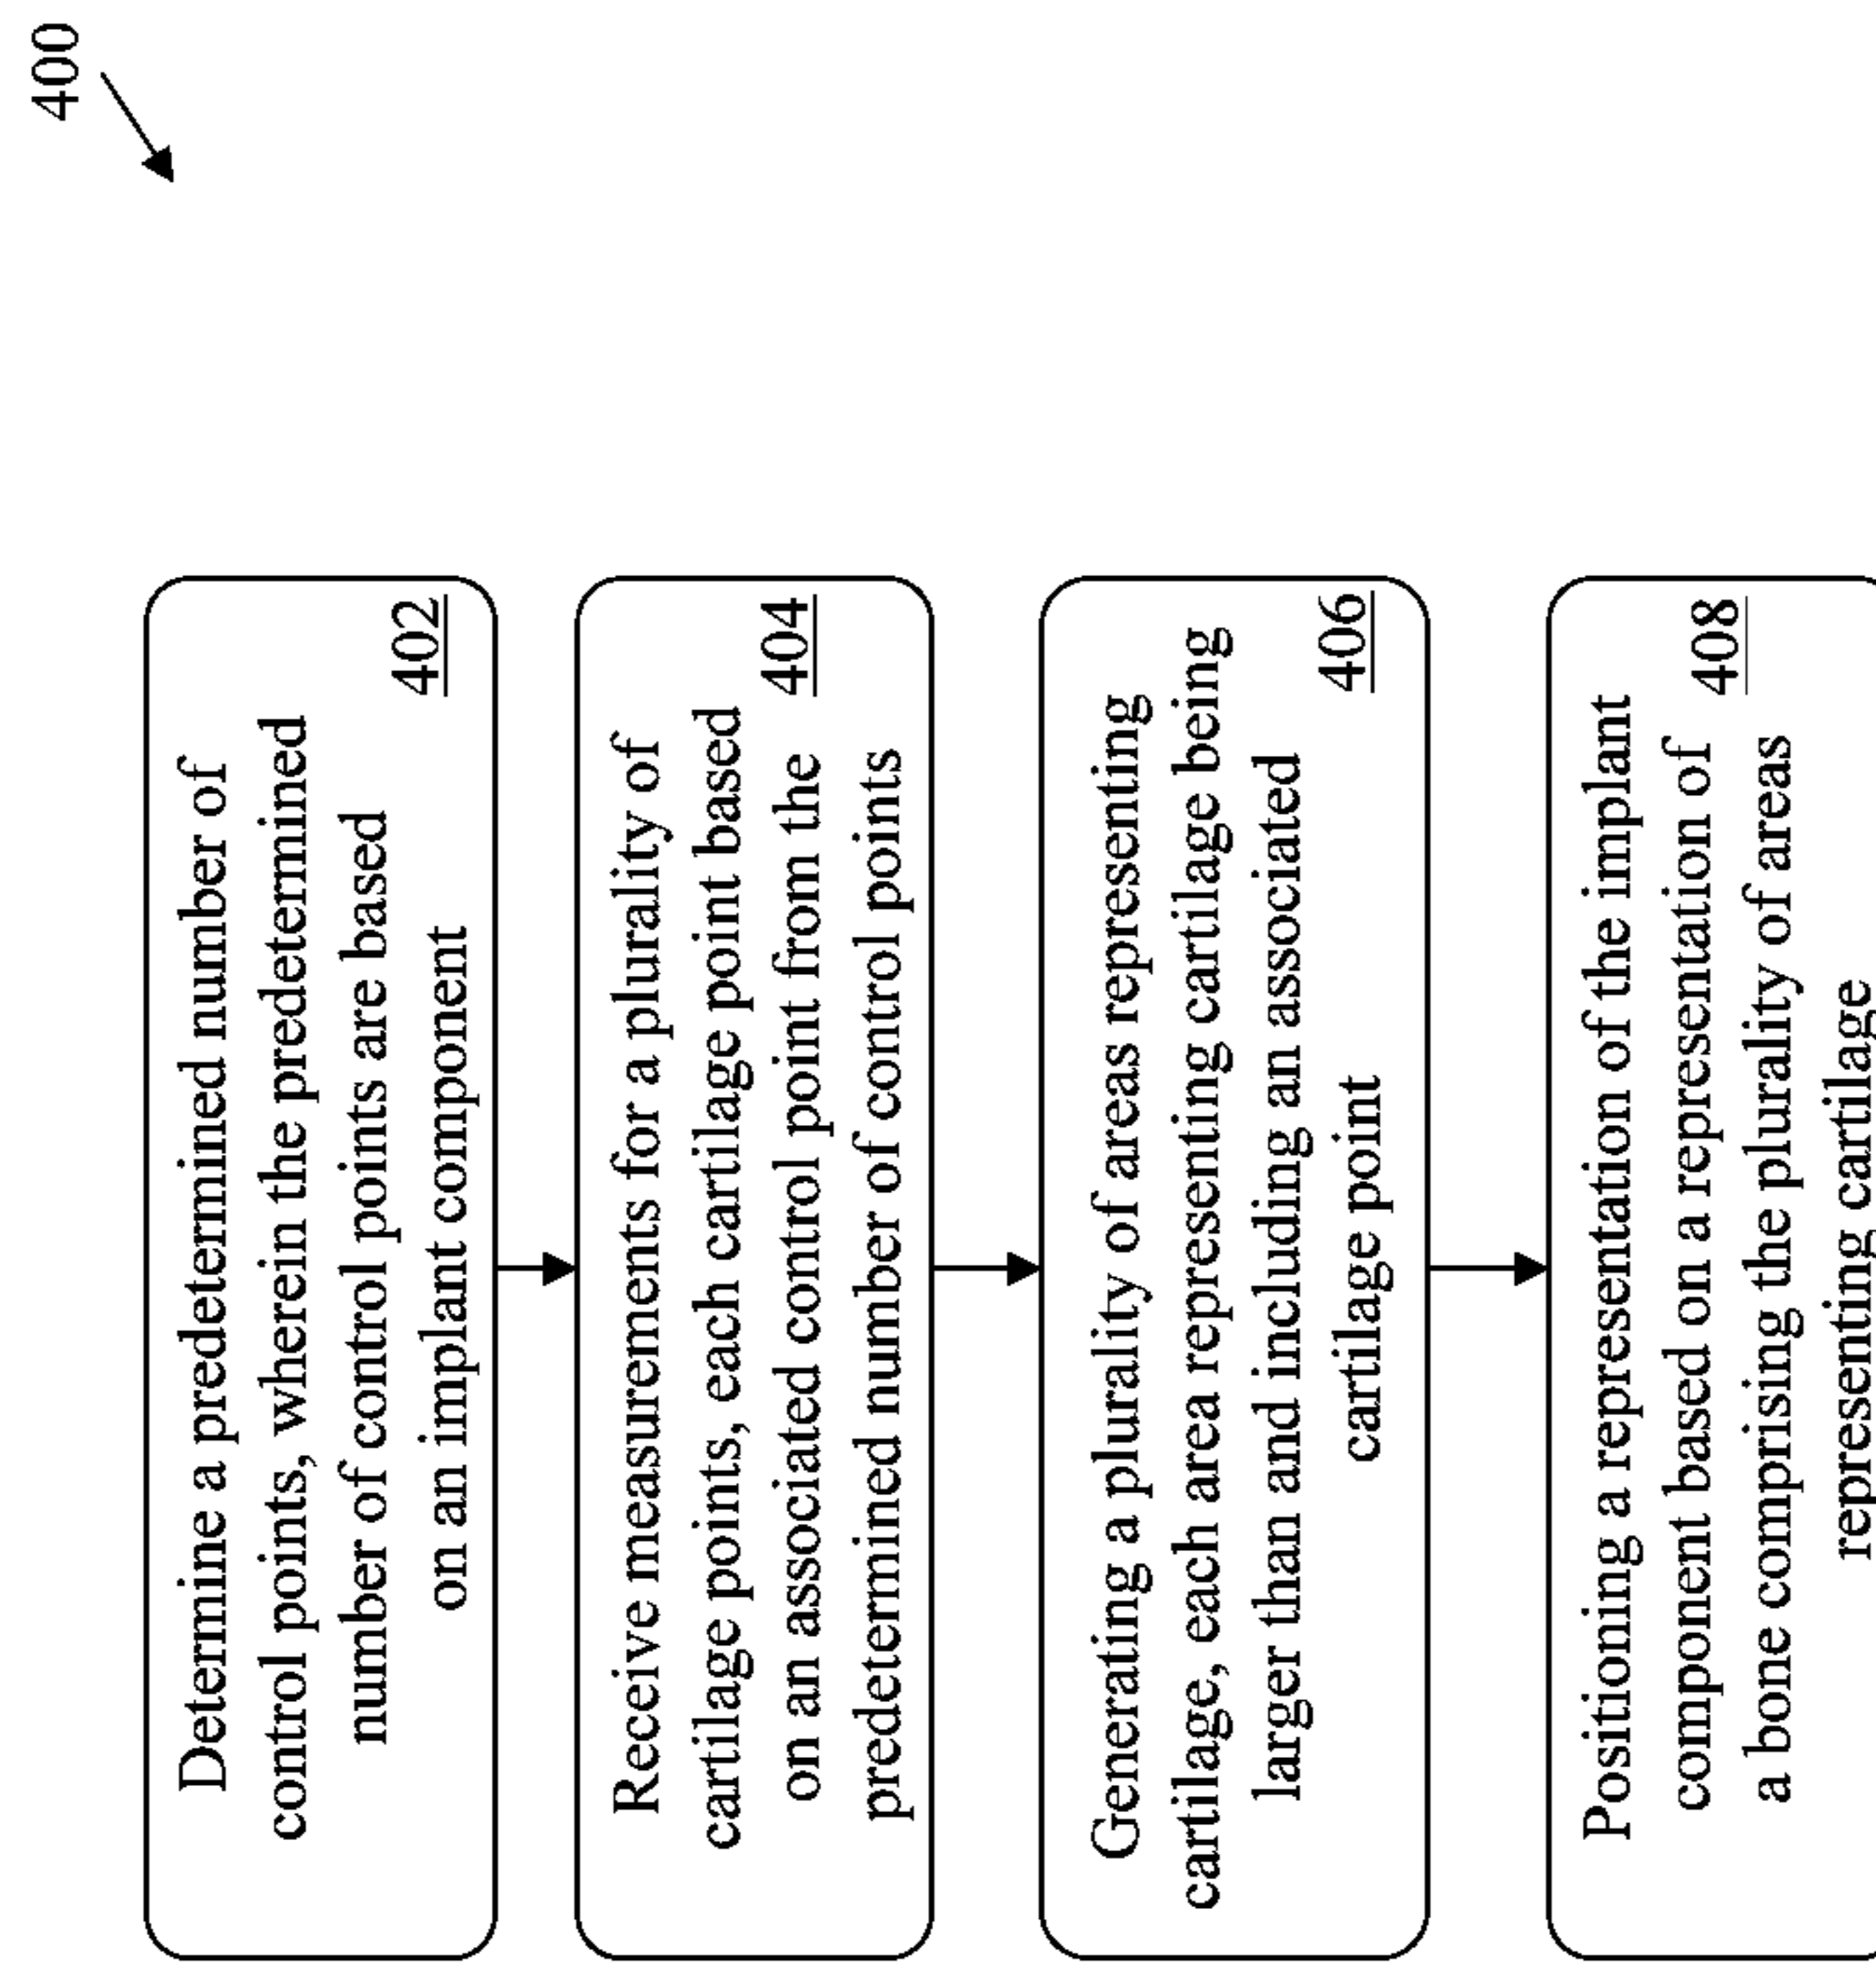 400
Determine a predetermined number of
control points, wherein the predetermined
number of control points are based
on an implant component
402
Receive measurements for a plurality of
cartilage points, each cartilage point based
on an associated control point from the
predetermined number of control points
404
Generating a plurality of areas representing
cartilage, each area representing cartilage being
larger than and including an associated
cartilage point
406
Positioning a representation of the implant
component based on a representation of
a bone comprising the plurality of areas
representing cartilage
408